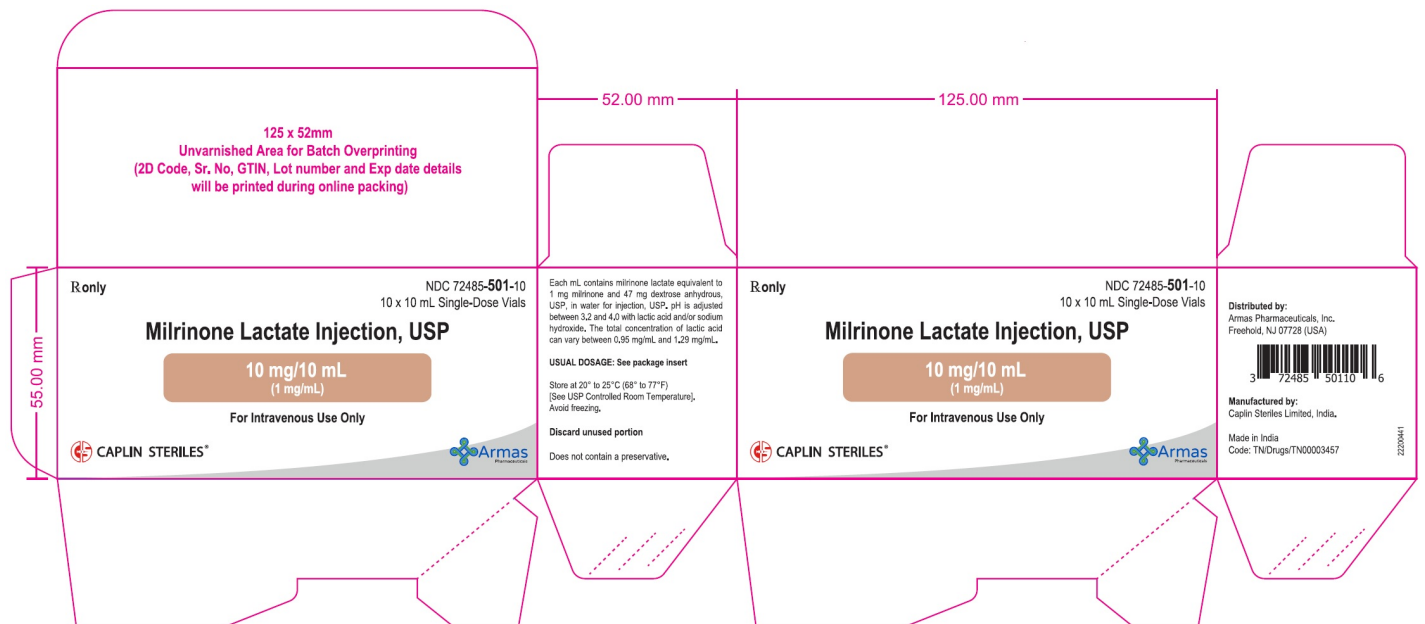 52.00 mm
125.00 mm
125 x 52mm
Unvarnished Area for Batch Overprinting
(2D Code, Sr. No, GTIN, Lot number and Exp date details
will be printed during online packing)
55.00 mm
Rx only
NDC 72485-501-10
10 x 10 mL Single-Dose Vials
Milrinone Lactate Injection, USP
10 mg/10 mL
(1 mg/mL)
For Intravenous Use Only
CAPLIN STERILES®
Armas
Pharmaceuticals
Each mL contains milrinone lactate equivalent to
1 mg milrinone and 47 mg dextrose anhydrous,
USP, in water for injection, USP. pH is adjusted
between 3.2 and 4.0 with lactic acid and/or sodium
hydroxide. The total concentration of lactic acid
can vary between 0.95 mg/mL and 1.29 mg/mL.
USUAL DOSAGE: See package insert
Store at 20° to 25°C (68° to 77°F)
[See USP Controlled Room Temperature].
Avoid freezing.
Discard unused portion
Does not contain a preservative.
Rx only
NDC 72485-501-10
10 x 10 mL Single-Dose Vials
Milrinone Lactate Injection, USP
10 mg/10 mL
(1 mg/mL)
For Intravenous Use Only
CAPLIN STERILES®
Armas
Pharmaceuticals
Distributed by:
Armas Pharmaceuticals, Inc.
Freehold, NJ 07728 (USA)
3 72485 50110 6
Manufactured by:
Caplin Steriles Limited, India.
Made in India
Code: TN/Drugs/TN00003457
22200441